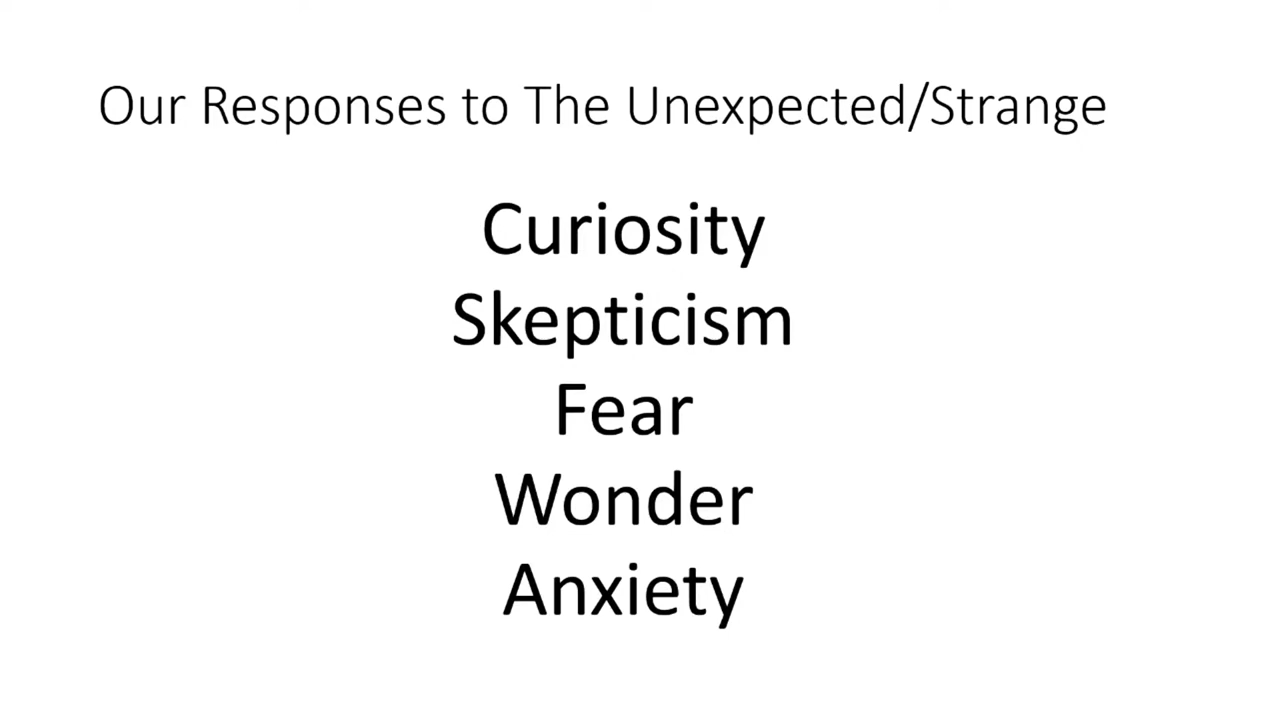 Our Responses to The Unexpected/Strange
Curiosity
Skepticism
Fear
Wonder
Anxiety